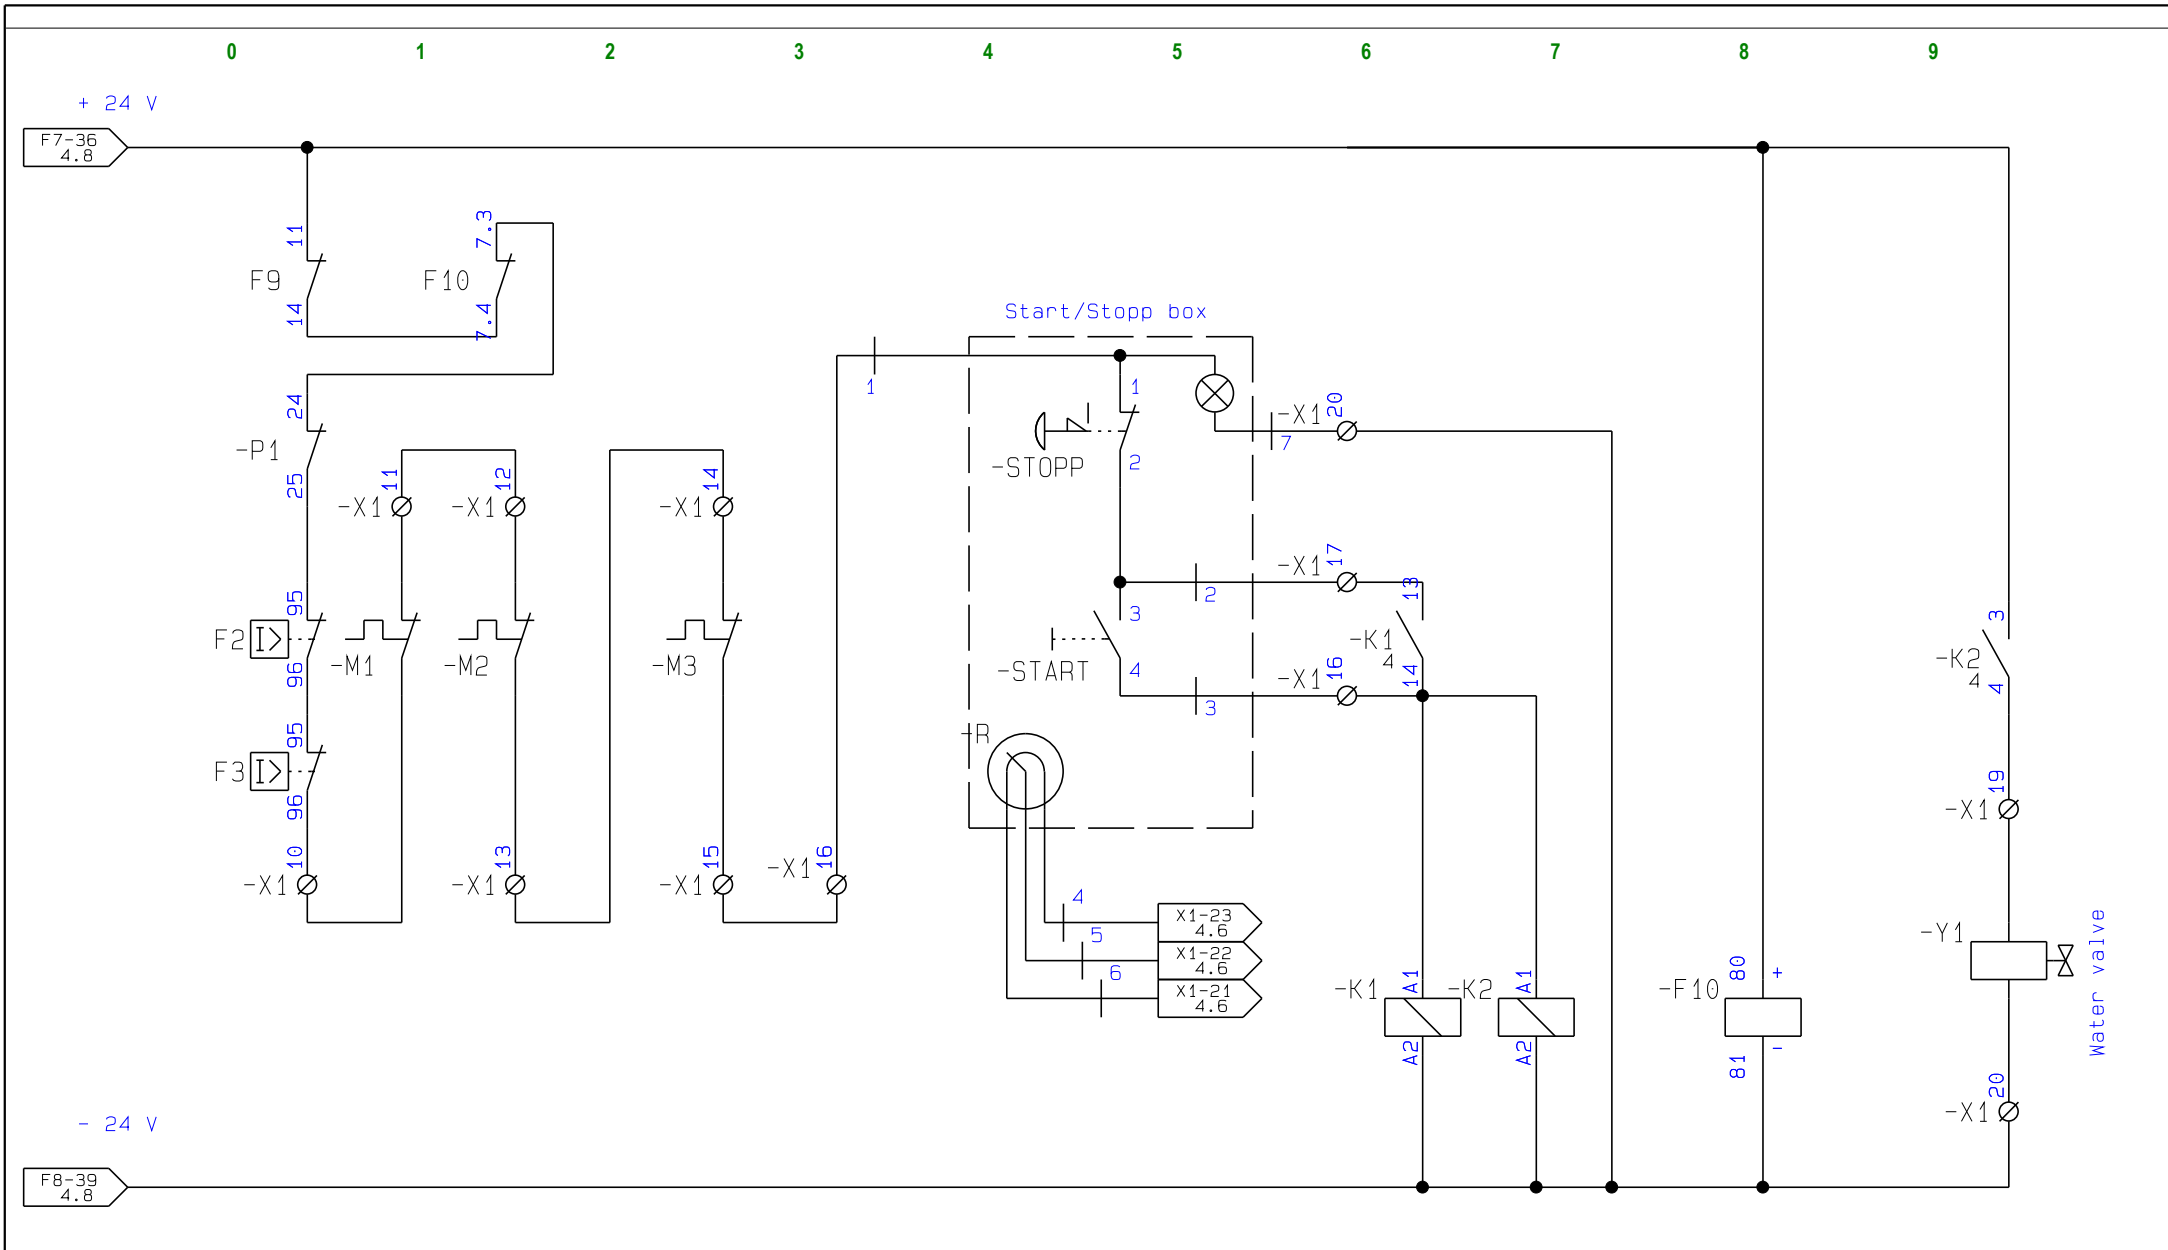 0 1 2 3 4 5 6 7 8 9
+ 24 V
F7-36
4.8
11
F9
14
7.3
F10
7.4
24
-P1
25
Start/Stopp box
1
1
-STOPP
2
-X1 20
7
-X1 11
-X1 12
-X1 14
95
F2
96
-M1
-M2
-M3
3
-START
4
2
-X1 17
13
-K1
4
14
3
-X1 16
3
-K2
4
4
95
F3
96
-R
-X1 10
-X1 13
-X1 15
-X1 16
-X1 19
4
X1-23
4.6
5
X1-22
4.6
6
X1-21
4.6
-K1
A1
A2
-K2
A1
A2
-F10
80 +
81 -
-Y1
Water valve
-X1 20
- 24 V
F8-39
4.8